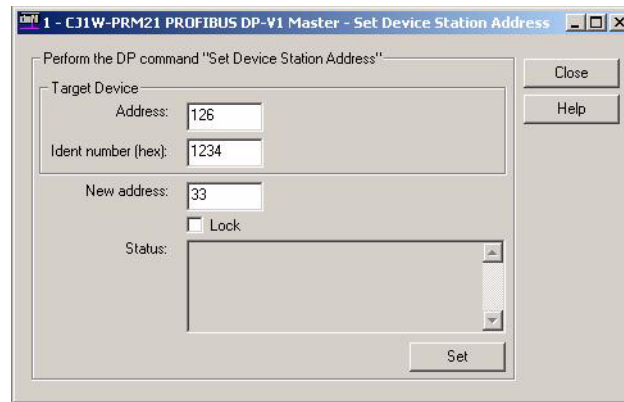 1 - CJ1W-PRM21 PROFIBUS DP-V1 Master - Set Device Station Address
Perform the DP command "Set Device Station Address"
Close
Target Device
Address: 126
Help
Ident number (hex): 1234
New address: 33
Lock
Status:
Set